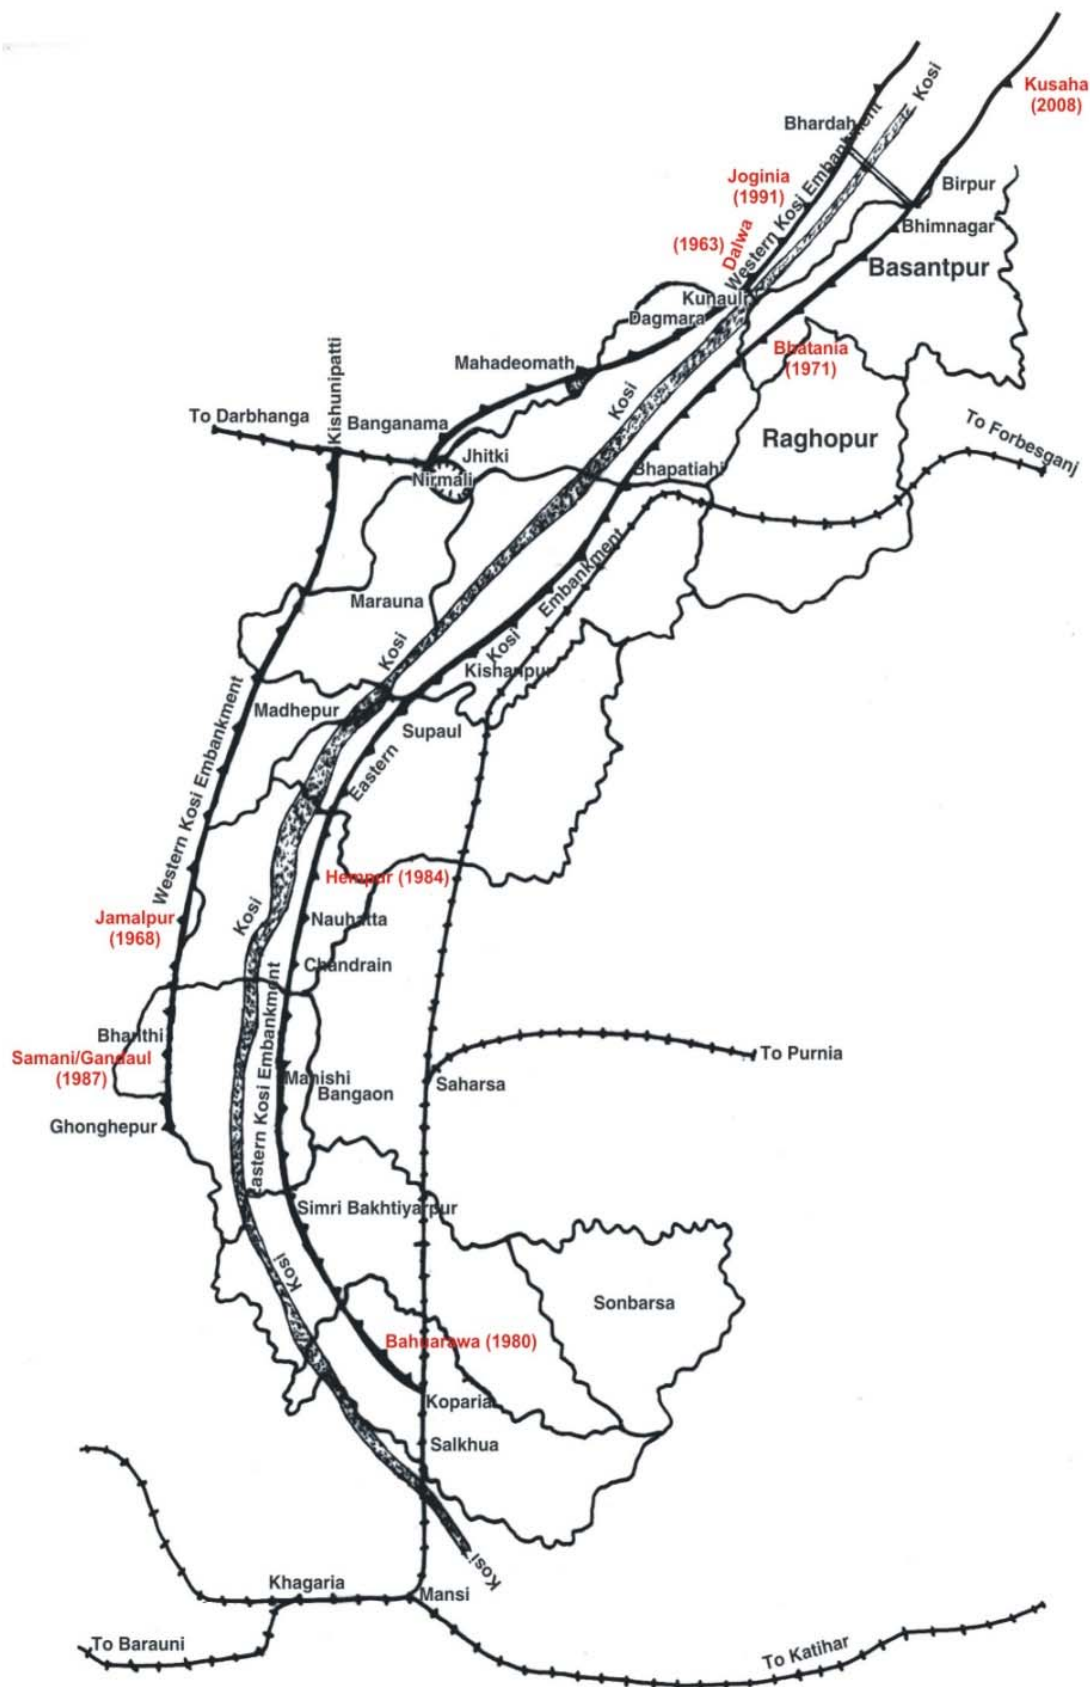 Kosi
Kusaha
(2008)
Bhardah
Western Kosi Embankment
Joginia
(1991)
Birpur
Bhimnagar
(1963)
Dalwa
Basantpur
Kunauli
Dagmara
Bhatania
(1971)
Mahadeomath
Kosi
Kishunipatti
To Darbhanga
Banganama
Raghopur
To Forbesganj
Jhitki
Nirmali
Bhapatiahi
Marauna
Eastern Kosi Embankment
Kosi
Kishanpur
Madhepur
Supaul
Western Kosi Embankment
Hempur (1984)
Jamalpur
(1968)
Kosi
Nauhatta
Chandrain
Bharithi
Samani/Gandaul
(1987)
Eastern Kosi Embankment
Mahishi
Bangaon
Saharsa
To Purnia
Ghonghepur
Simri Bakhtiyarpur
Kosi
Sonbarsa
Bahuarawa (1980)
Koparia
Salkhua
Kosi
Khagaria
Mansi
To Barauni
To Katihar